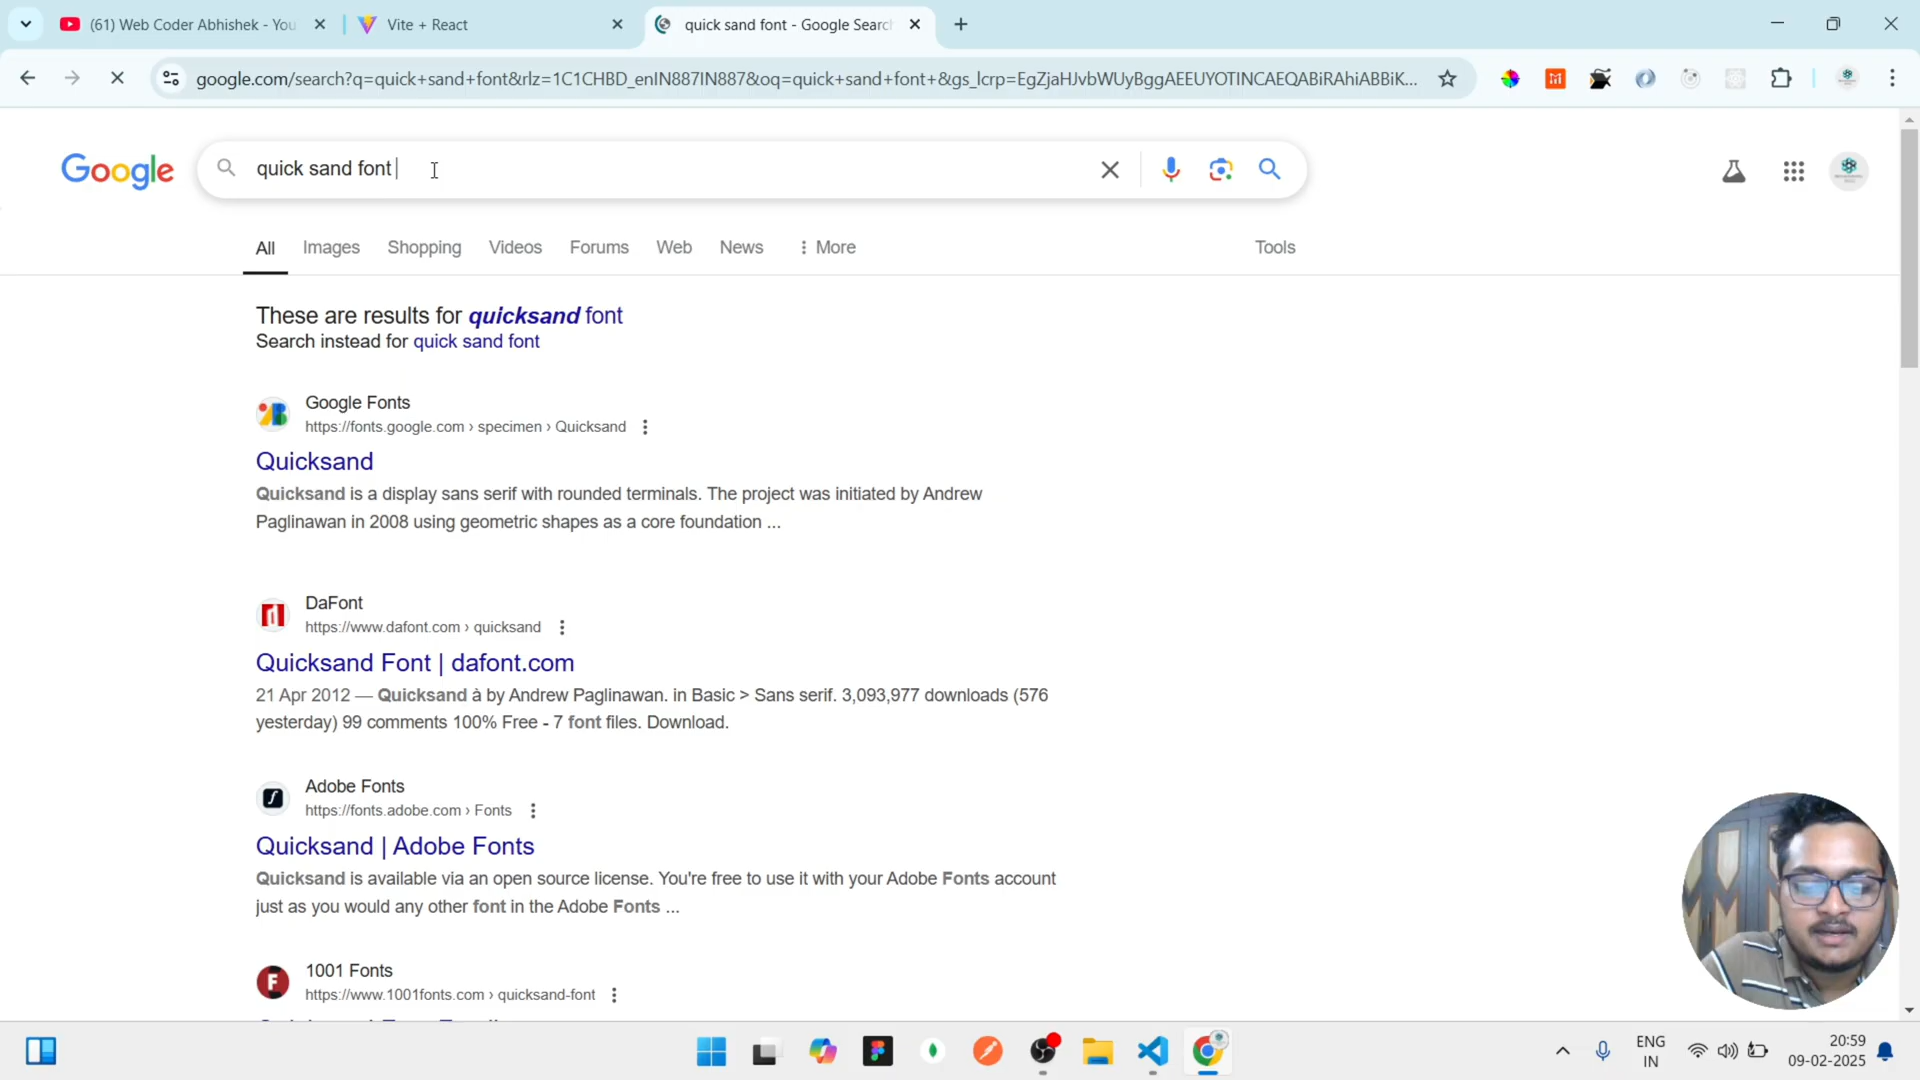 (61) Web Coder Abhishek - You
Vite + React
quick sand font - Google Search
google.com/search?q=quick+sand+font&rlz=1C1CHBD_enIN887IN887&oq=quick+sand+font+&gs_lcrp=EgZjaHJvbWUyBggAEEUYOTINCAEQABiRAhiABBiK...
Google
quick sand font
All Images Shopping Videos Forums Web News More Tools
These are results for quicksand font
Search instead for quick sand font
Google Fonts
https://fonts.google.com › specimen › Quicksand
Quicksand
Quicksand is a display sans serif with rounded terminals. The project was initiated by Andrew
Paglinawan in 2008 using geometric shapes as a core foundation ...
DaFont
https://www.dafont.com › quicksand
Quicksand Font | dafont.com
21 Apr 2012 — Quicksand à by Andrew Paglinawan. in Basic > Sans serif. 3,093,977 downloads (576
yesterday) 99 comments 100% Free - 7 font files. Download.
Adobe Fonts
https://fonts.adobe.com › Fonts
Quicksand | Adobe Fonts
Quicksand is available via an open source license. You're free to use it with your Adobe Fonts account
just as you would any other font in the Adobe Fonts ...
1001 Fonts
https://www.1001fonts.com › quicksand-font
ENG
IN
20:59
09-02-2025